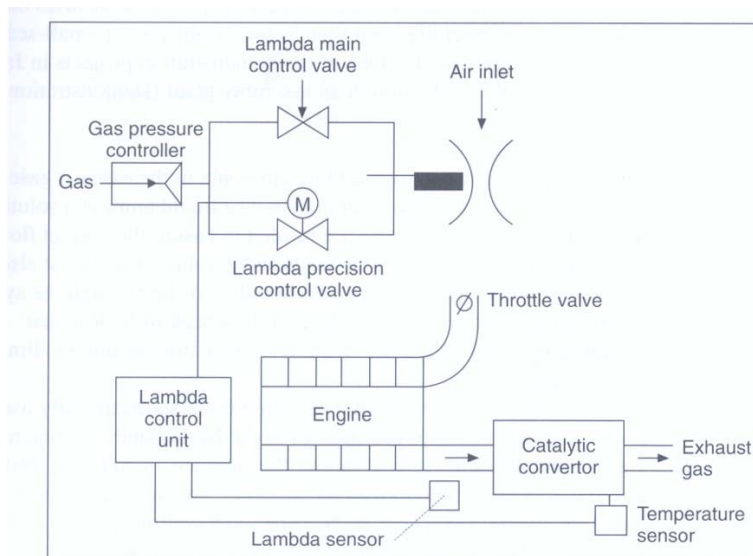 Lambda main
control valve
Air inlet
Gas pressure
controller
Gas
M
Lambda precision
control valve
Throttle valve
Lambda
control
unit
Engine
Catalytic
convertor
Exhaust
gas
Lambda sensor
Temperature
sensor